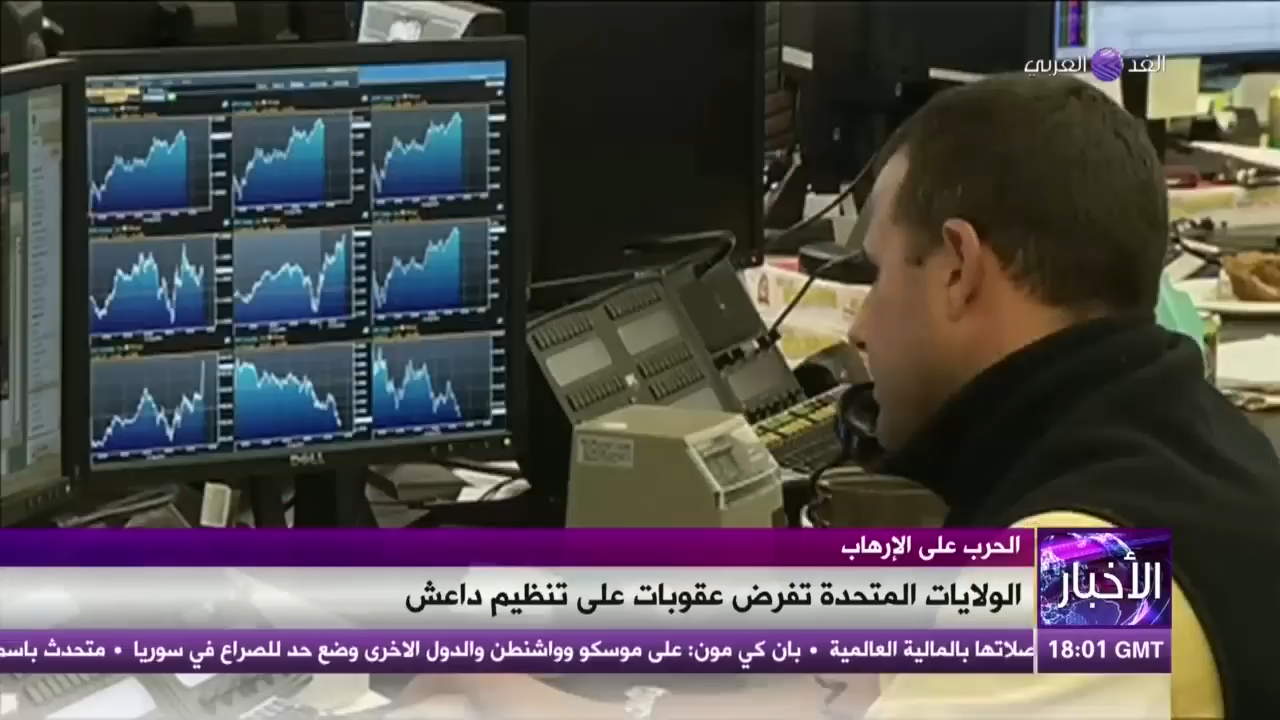 الغد العربي
DELL
الحرب على الإرهاب
الولايات المتحدة تفرض عقوبات على تنظيم داعش
الأخبار
18:01 GMT
صلاتها بالمالية العالمية • بان كي مون: على موسكو وواشنطن والدول الاخرى وضع حد للصراع في سوريا • متحدث باسم